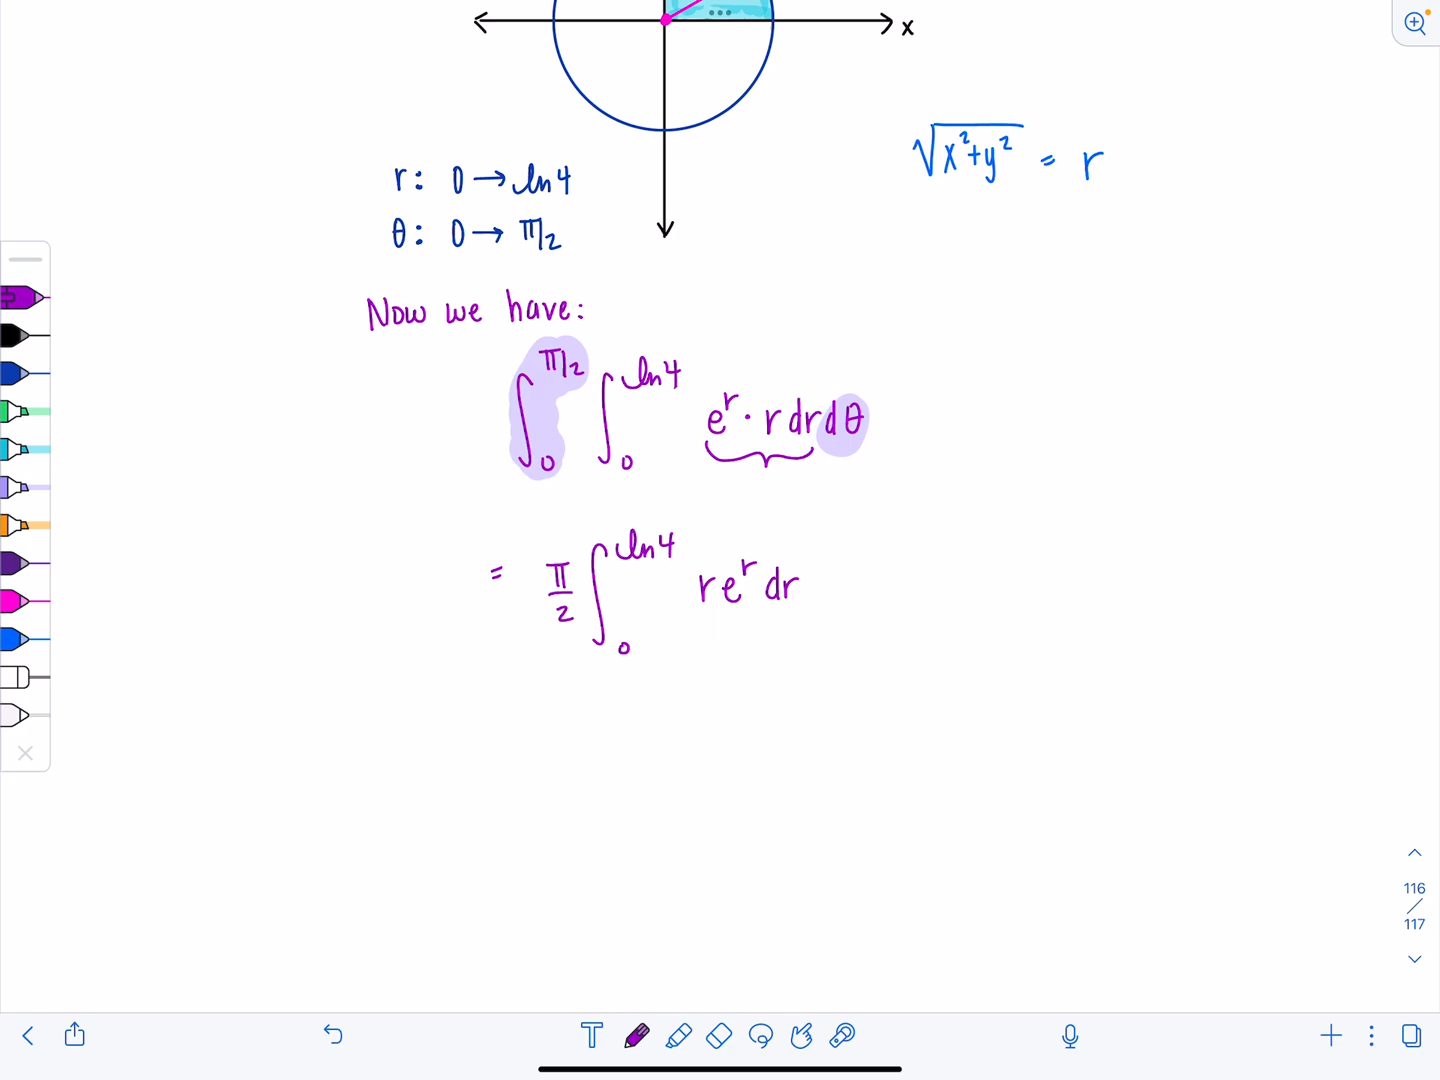 x
√x²+y² = r
r: 0 → ln4
θ: 0 → π/2
Now we have:
∫₀^{π/2} ∫₀^{ln4} e^r · r dr dθ
= π/2 ∫₀^{ln4} r e^r dr
116
/
117
T